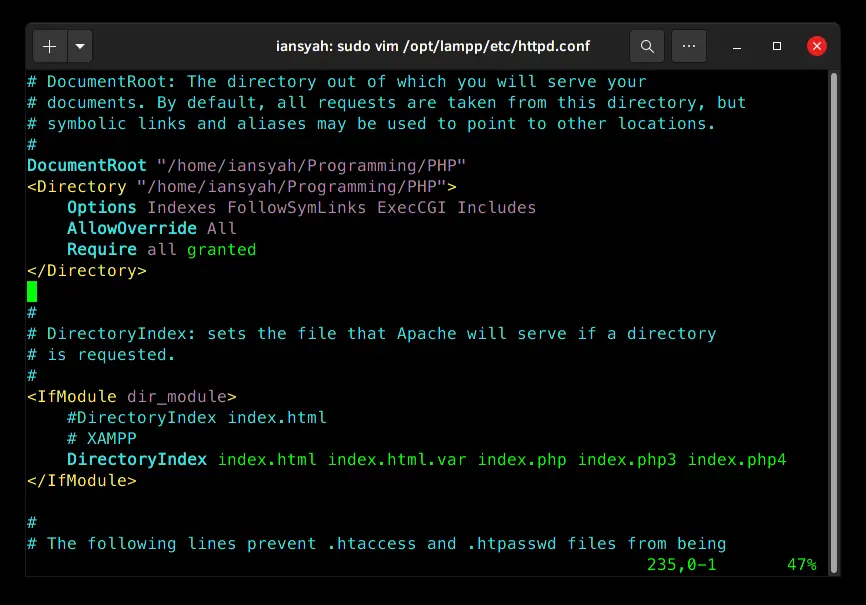 iansyah: sudo vim /opt/lampp/etc/httpd.conf
# DocumentRoot: The directory out of which you will serve your
# documents. By default, all requests are taken from this directory, but
# symbolic links and aliases may be used to point to other locations.
#
DocumentRoot "/home/iansyah/Programming/PHP"
<Directory "/home/iansyah/Programming/PHP">
    Options Indexes FollowSymLinks ExecCGI Includes
    AllowOverride All
    Require all granted
</Directory>

#
# DirectoryIndex: sets the file that Apache will serve if a directory
# is requested.
#
<IfModule dir_module>
    #DirectoryIndex index.html
    # XAMPP
    DirectoryIndex index.html index.html.var index.php index.php3 index.php4
</IfModule>

#
# The following lines prevent .htaccess and .htpasswd files from being
235,0-1 47%